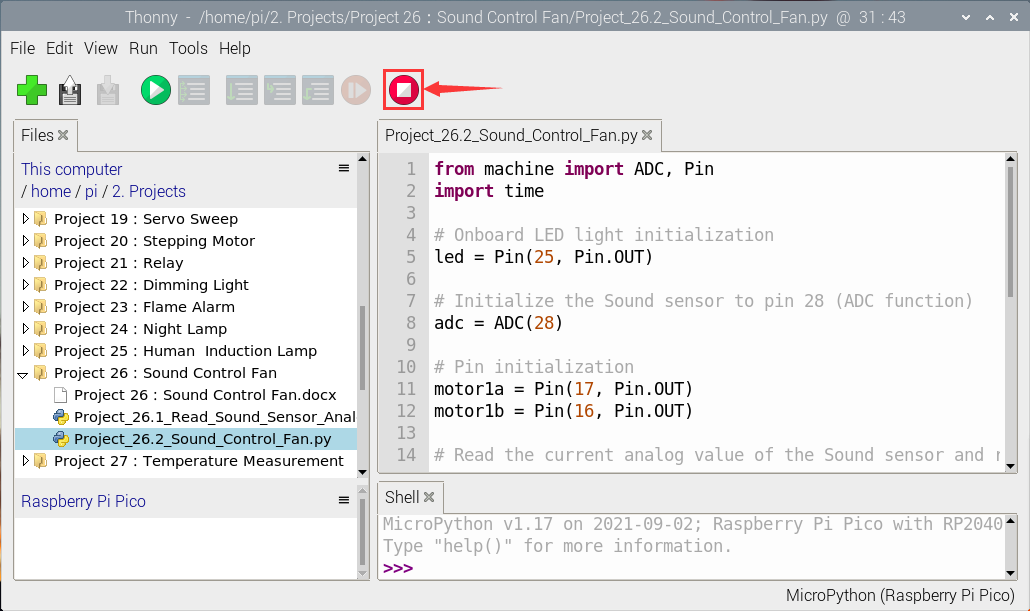 Thonny - /home/pi/2. Projects/Project 26 : Sound Control Fan/Project_26.2_Sound_Control_Fan.py @ 31 : 43
File Edit View Run Tools Help
Files
This computer
/ home / pi / 2. Projects
Project 19 : Servo Sweep
Project 20 : Stepping Motor
Project 21 : Relay
Project 22 : Dimming Light
Project 23 : Flame Alarm
Project 24 : Night Lamp
Project 25 : Human  Induction Lamp
Project 26 : Sound Control Fan
Project 26 : Sound Control Fan.docx
Project_26.1_Read_Sound_Sensor_Anal
Project_26.2_Sound_Control_Fan.py
Project 27 : Temperature Measurement
Raspberry Pi Pico
Project_26.2_Sound_Control_Fan.py
1 from machine import ADC, Pin
2 import time
3
4 # Onboard LED light initialization
5 led = Pin(25, Pin.OUT)
6
7 # Initialize the Sound sensor to pin 28 (ADC function)
8 adc = ADC(28)
9
10 # Pin initialization
11 motor1a = Pin(17, Pin.OUT)
12 motor1b = Pin(16, Pin.OUT)
13
14 # Read the current analog value of the Sound sensor and
Shell
MicroPython v1.17 on 2021-09-02; Raspberry Pi Pico with RP2040
Type "help()" for more information.
>>>
MicroPython (Raspberry Pi Pico)